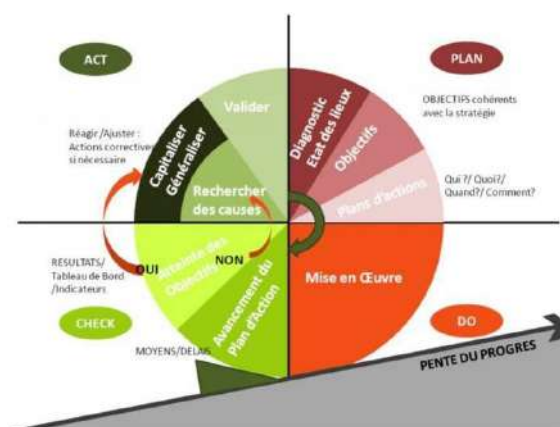 ACT
PLAN
Valider
Capitaliser
Généraliser
Diagnostic
Etat des lieux
Objectifs
OBJECTIFS cohérents
avec la stratégie
Réagir/Ajuster :
Actions correctives
si nécessaire
Rechercher
des causes
Plans d'actions
Qui ?/ Quoi?/
Quand?/ Comment?
RESULTATS/
Tableau de Bord
/Indicateurs
OUI
NON
Atteinte des
Objectifs
Mise en Œuvre
Avancement du
Plan d'Action
CHECK
DO
MOYENS/DELAIS
PENTE DU PROGRES